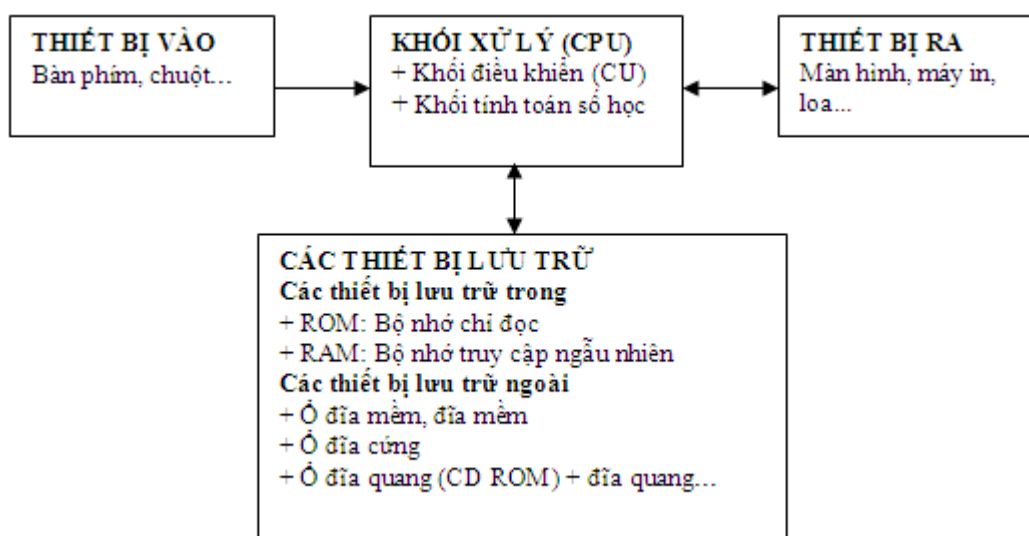 THIẾT BỊ VÀO
Bàn phím, chuột...
KHỐI XỬ LÝ (CPU)
+ Khối điều khiển (CU)
+ Khối tính toán số học
THIẾT BỊ RA
Màn hình, máy in,
loa...
CÁC THIẾT BỊ LƯU TRỮ
Các thiết bị lưu trữ trong
+ ROM: Bộ nhớ chỉ đọc
+ RAM: Bộ nhớ truy cập ngẫu nhiên
Các thiết bị lưu trữ ngoài
+ Ổ đĩa mềm, đĩa mềm
+ Ổ đĩa cứng
+ Ổ đĩa quang (CD ROM) + đĩa quang...